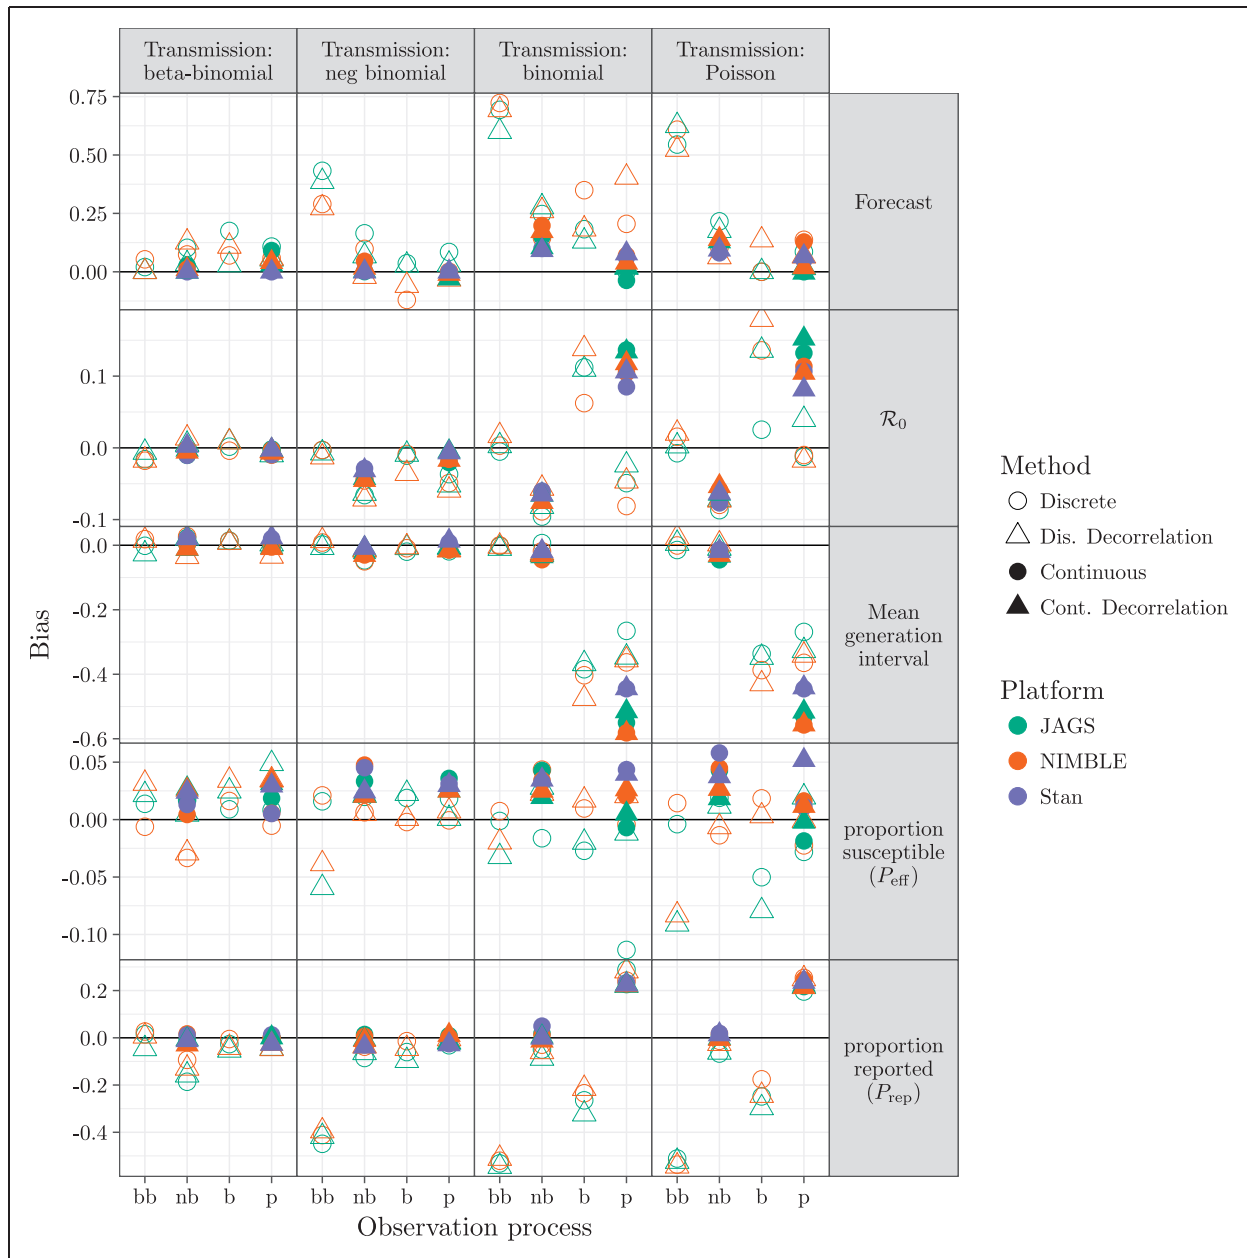 Transmission: beta-binomial
Transmission: neg binomial
Transmission: binomial
Transmission: Poisson
0.75
0.50
0.25
0.00
Forecast
0.1
0.0
-0.1
R0
0.0
-0.2
-0.4
-0.6
Mean
generation
interval
0.05
0.00
-0.05
-0.10
proportion
susceptible
(Peff)
0.2
0.0
-0.2
-0.4
proportion
reported
(Prep)
Bias
bb nb b p
bb nb b p
bb nb b p
bb nb b p
Observation process
Method
Discrete
Dis. Decorrelation
Continuous
Cont. Decorrelation
Platform
JAGS
NIMBLE
Stan